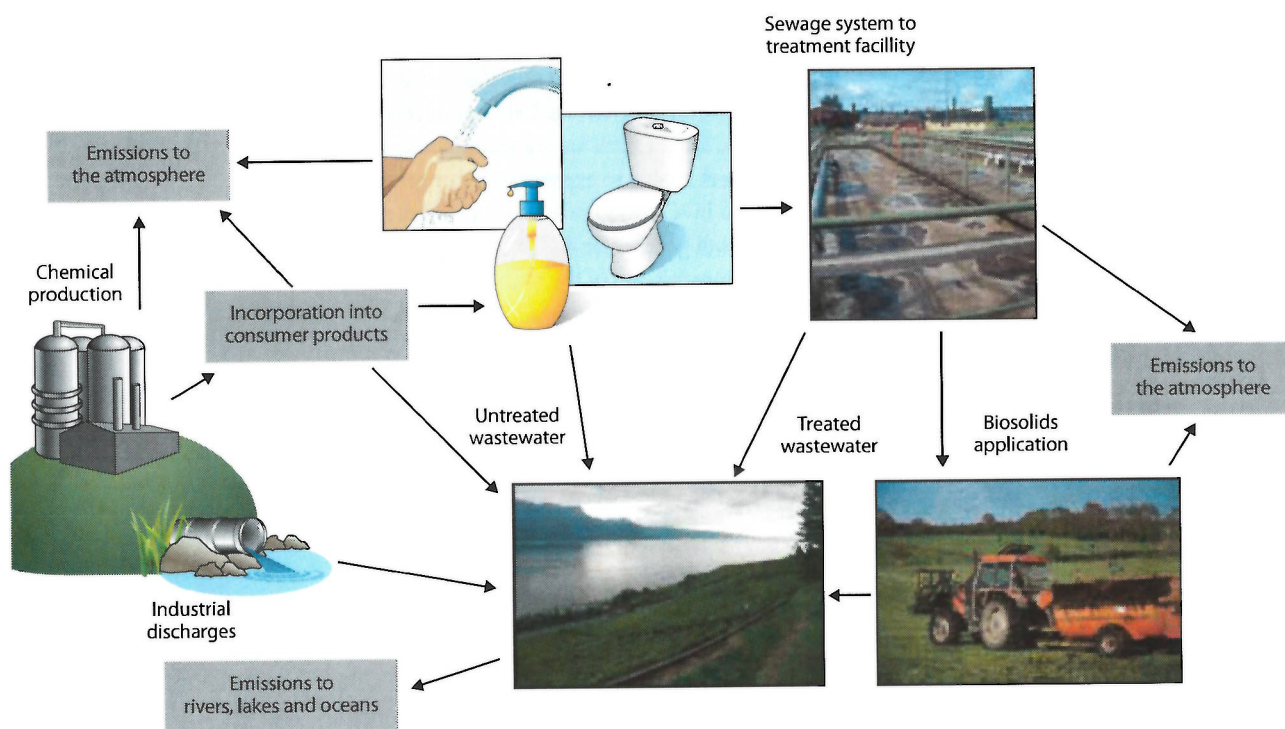 Sewage system to
treatment facillity
Emissions to
the atmosphere
Chemical
production
Incorporation into
consumer products
Emissions to
the atmosphere
Untreated
wastewater
Treated
wastewater
Biosolids
application
Industrial
discharges
Emissions to
rivers, lakes and oceans